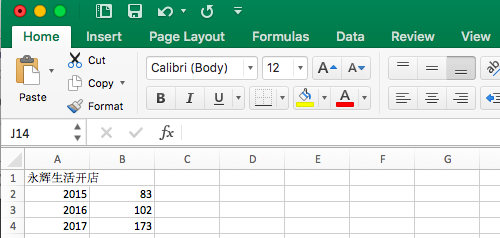 Home Insert Page Layout Formulas Data Review View
Cut
Copy
Format
Paste
Calibri (Body) 12 A A
B I U A
J14 fx
A B C D E F G
1 永辉生活开店
2 2015 83
3 2016 102
4 2017 173